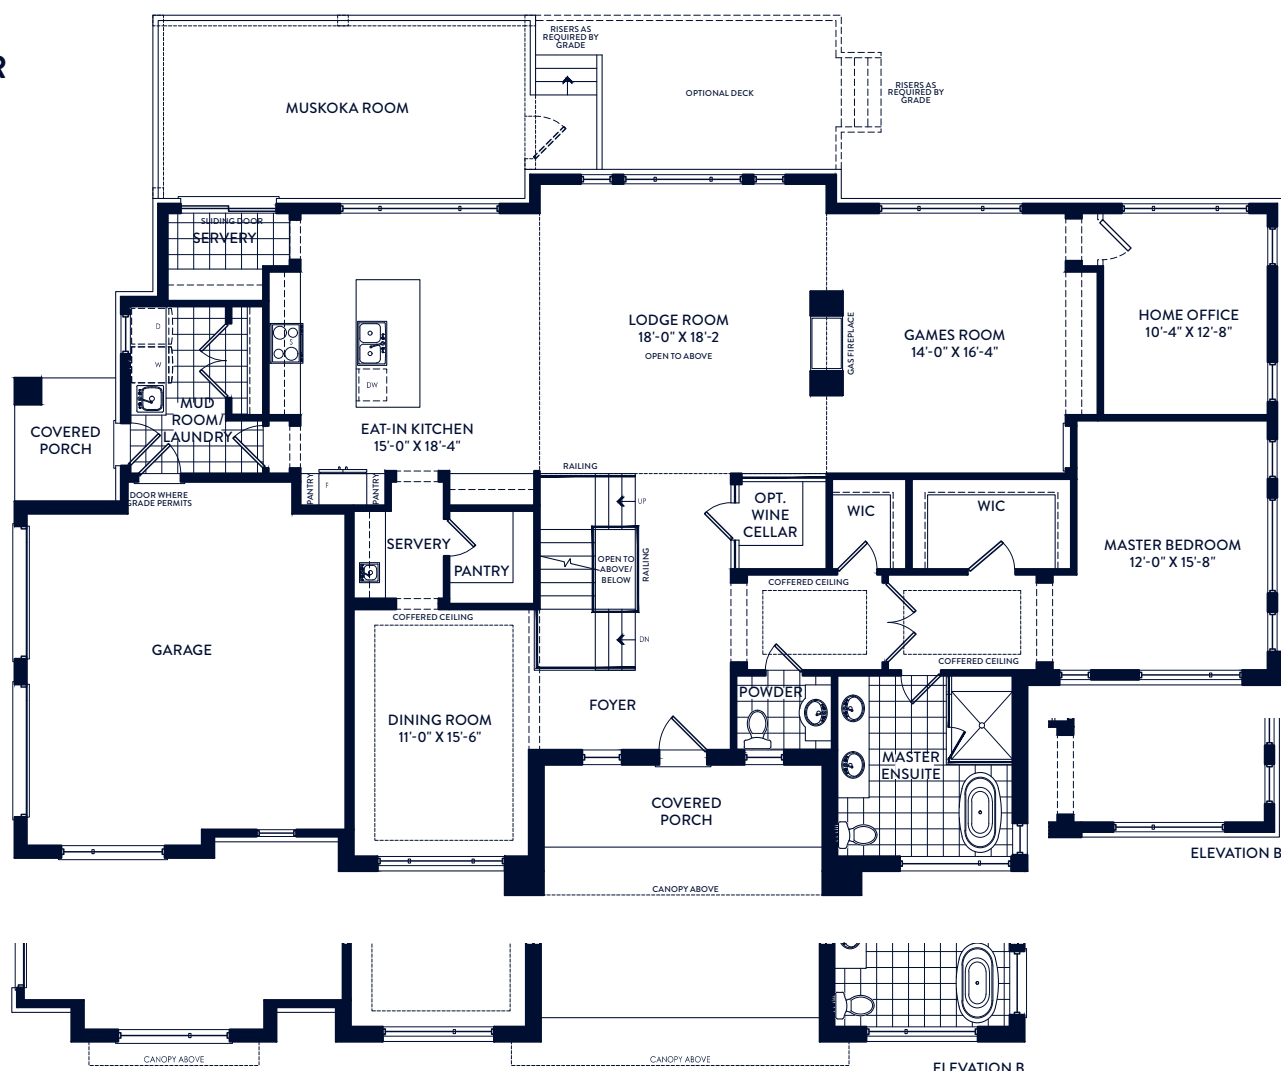 R
RISERS AS
REQUIRED BY
GRADE
MUSKOKA ROOM
OPTIONAL DECK
RISERS AS
REQUIRED BY
GRADE
SLIDING DOOR
SERVERY
D
W
S
DW
LODGE ROOM
18'-0" X 18'-2
OPEN TO ABOVE
GAS FIREPLACE
GAMES ROOM
14'-0" X 16'-4"
HOME OFFICE
10'-4" X 12'-8"
COVERED
PORCH
MUD
ROOM/
LAUNDRY
EAT-IN KITCHEN
15'-0" X 18'-4"
DOOR WHERE
GRADE PERMITS
PANTRY
F
PANTRY
RAILING
UP
OPT.
WINE
CELLAR
WIC
WIC
SERVERY
PANTRY
OPEN TO
ABOVE/
BELOW
RAILING
MASTER BEDROOM
12'-0" X 15'-8"
COFFERED CEILING
COFFERED CEILING
DN
COFFERED CEILING
GARAGE
DINING ROOM
11'-0" X 15'-6"
FOYER
POWDER
MASTER
ENSUITE
COVERED
PORCH
ELEVATION B
CANOPY ABOVE
CANOPY ABOVE
CANOPY ABOVE
ELEVATION B